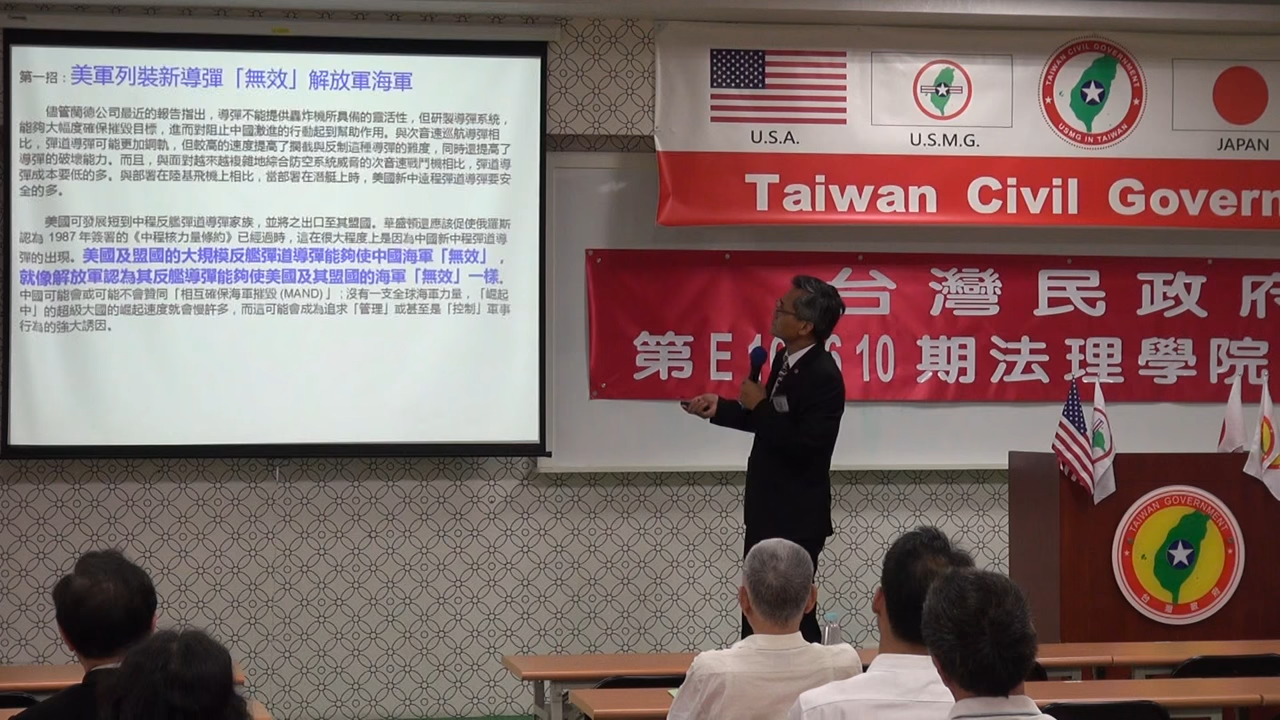 第一招：美軍列裝新導彈「無效」解放軍海軍
儘管蘭德公司最近的報告指出，導彈不能提供轟炸機所具備的靈活性，但研製導彈系統，
能夠大幅度確保摧毀目標，進而對阻止中國激進的行動起到幫助作用。與次音速巡航導彈相
比，彈道導彈可能更加鋼軌，但較高的速度提高了攔截與反制這種導彈的難度，同時還提高了
導彈的破壞能力。而且，與面對越來越複雜地綜合防空系統威脅的次音速戰鬥機相比，彈道導
彈成本要低的多。與部署在陸基飛機上相比，當部署在潛艇上時，美國新中遠程彈道導彈要安
全的多。
美國可發展短到中程反艦彈道導彈家族，並將之出口至其盟國。華盛頓還應該促使俄羅斯
認為 1987 年簽署的《中程核力量條約》已經過時，這在很大程度上是因為中國新中程彈道導
彈的出現。美國及盟國的大規模反艦彈道導彈能夠使中國海軍「無效」，
就像解放軍認為其反艦導彈能夠使美國及其盟國的海軍「無效」一樣。
中國可能會或可能不會贊同「相互確保海軍摧毀 (MAND)」；沒有一支全球海軍力量，「崛起
中」的超級大國的崛起速度就會慢許多，而這可能會成為追求「管理」或甚至是「控制」軍事
行為的強大誘因。
U.S.A.
U.S.M.G.
TAIWAN CIVIL GOVERNMENT
USMG IN TAIWAN
JAPAN
Taiwan Civil Govern
台灣民政府
第E10 6 10期法理學院
TAIWAN GOVERNMENT
台灣政府